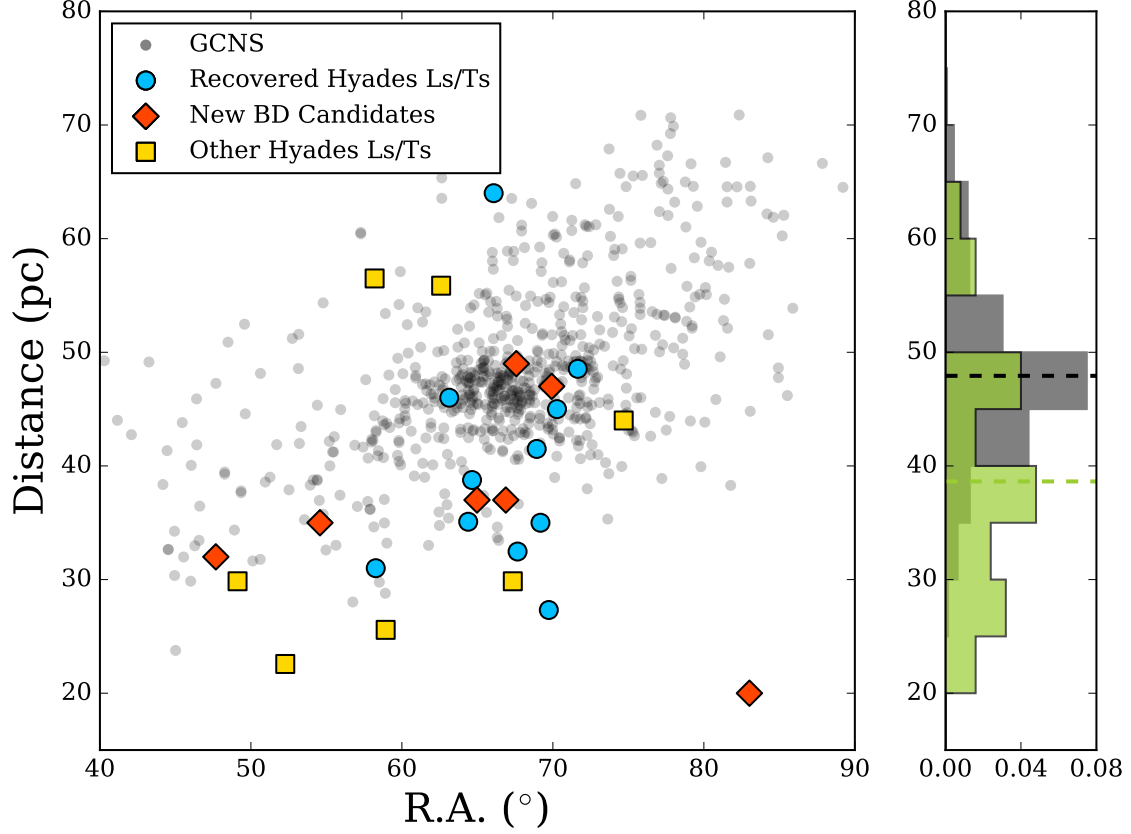 GCNS
Recovered Hyades Ls/Ts
New BD Candidates
Other Hyades Ls/Ts
Distance (pc)
80
70
60
50
40
30
20
40 50 60 70 80 90
R.A. (°)
80
70
60
50
40
30
20
0.00 0.04 0.08